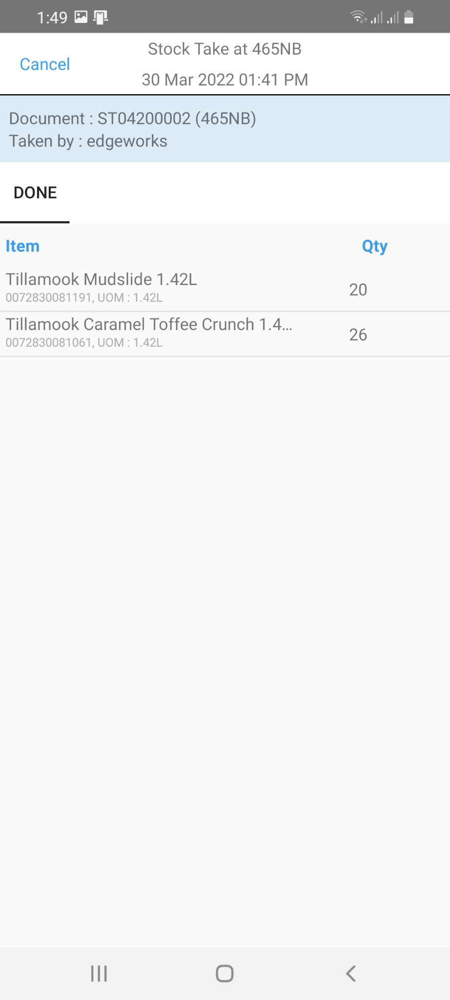 1:49
Stock Take at 465NB
Cancel
30 Mar 2022 01:41 PM
Document : ST04200002 (465NB)
Taken by : edgeworks
DONE
Item Qty
Tillamook Mudslide 1.42L
0072830081191, UOM : 1.42L
20
Tillamook Caramel Toffee Crunch 1.4...
0072830081061, UOM : 1.42L
26